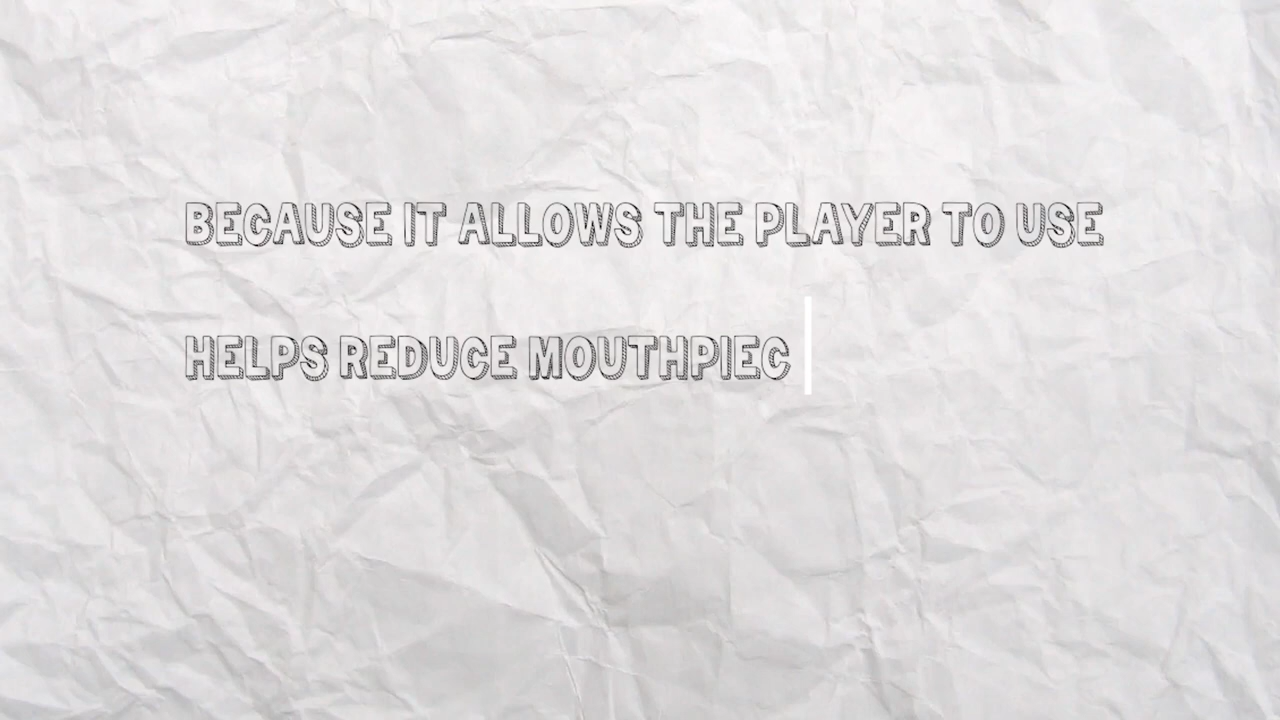 BECAUSE IT ALLOWS THE PLAYER TO USE
HELPS REDUCE MOUTHPIEC